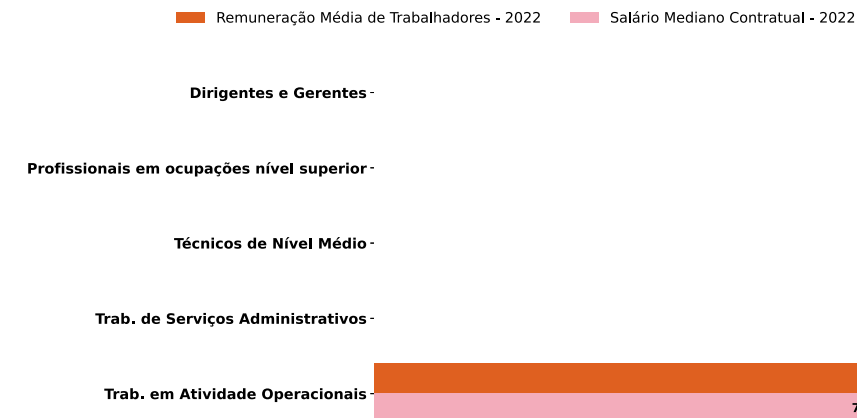 Remuneração Média de Trabalhadores - 2022 Salário Mediano Contratual - 2022
Dirigentes e Gerentes
Profissionais em ocupações nível superior
Técnicos de Nível Médio
Trab. de Serviços Administrativos
Trab. em Atividade Operacionais